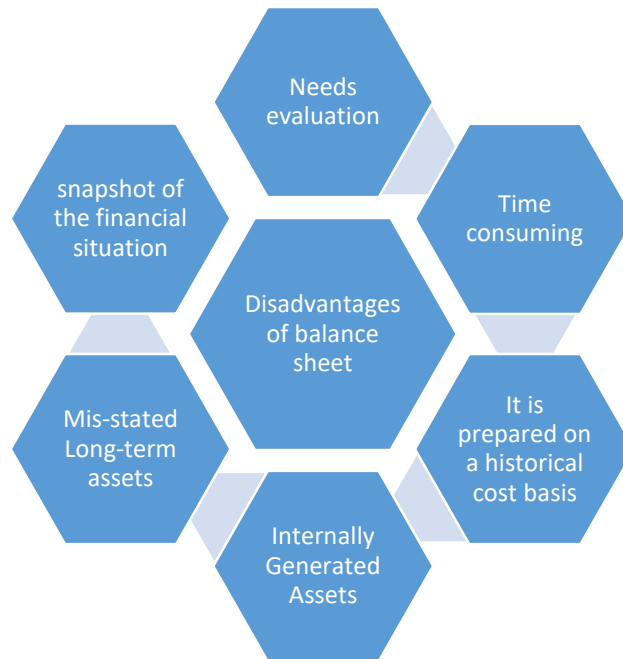 Needs
evaluation
snapshot of
the financial
situation
Time
consuming
Disadvantages
of balance
sheet
Mis-stated
Long-term
assets
It is
prepared on
a historical
cost basis
Internally
Generated
Assets